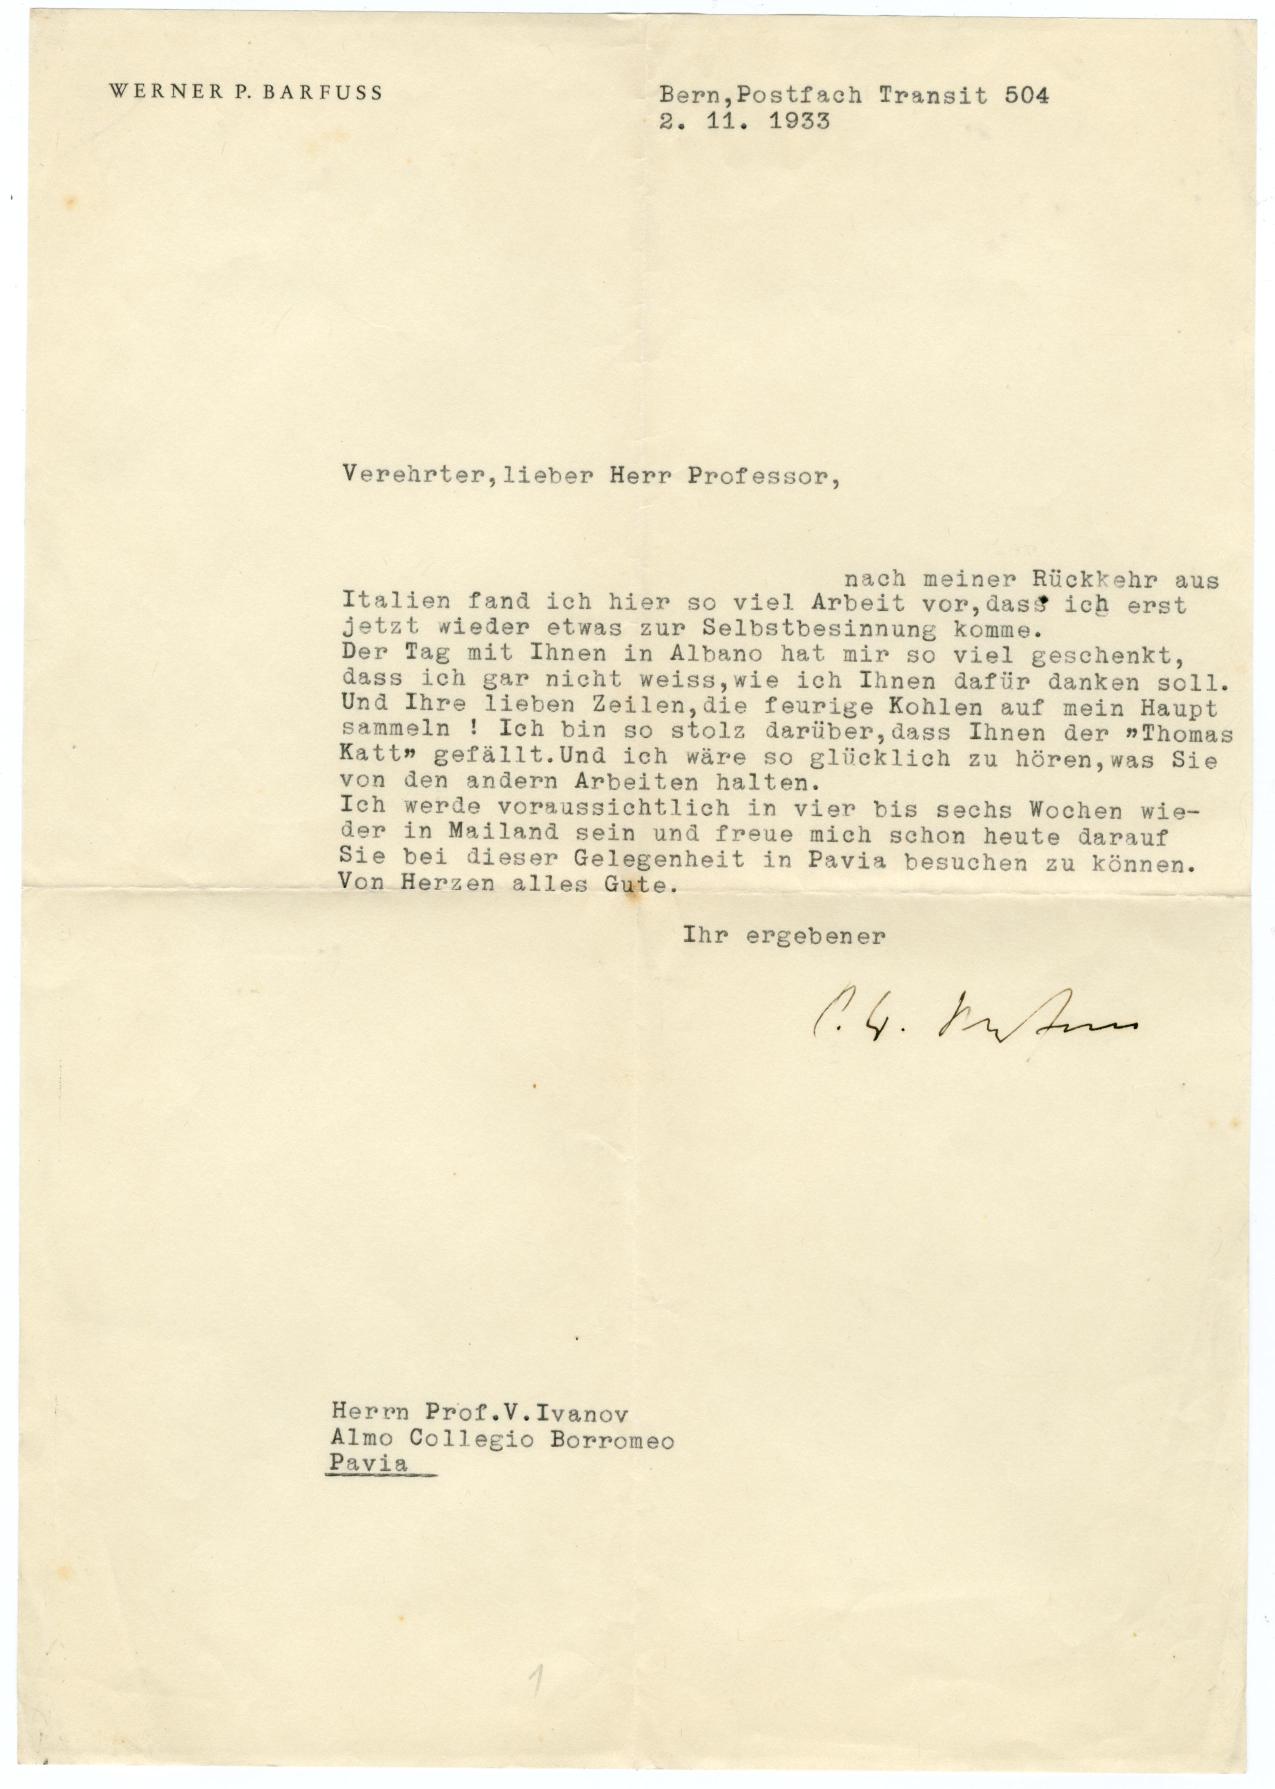 WERNER P. BARFUSS
Bern,Postfach Transit 504
2. 11. 1933
Verehrter,lieber Herr Professor,
nach meiner Rückkehr aus
Italien fand ich hier so viel Arbeit vor,dass ich erst
jetzt wieder etwas zur Selbstbesinnung komme.
Der Tag mit Ihnen in Albano hat mir so viel geschenkt,
dass ich gar nicht weiss,wie ich Ihnen dafür danken soll.
Und Ihre lieben Zeilen,die feurige Kohlen auf mein Haupt
sammeln ! Ich bin so stolz darüber,dass Ihnen der "Thomas
Katt" gefällt.Und ich wäre so glücklich zu hören,was Sie
von den andern Arbeiten halten.
Ich werde voraussichtlich in vier bis sechs Wochen wie-
der in Mailand sein und freue mich schon heute darauf
Sie bei dieser Gelegenheit in Pavia besuchen zu können.
Von Herzen alles Gute.
Ihr ergebener
Herrn Prof.V.Ivanov
Almo Collegio Borromeo
Pavia
1